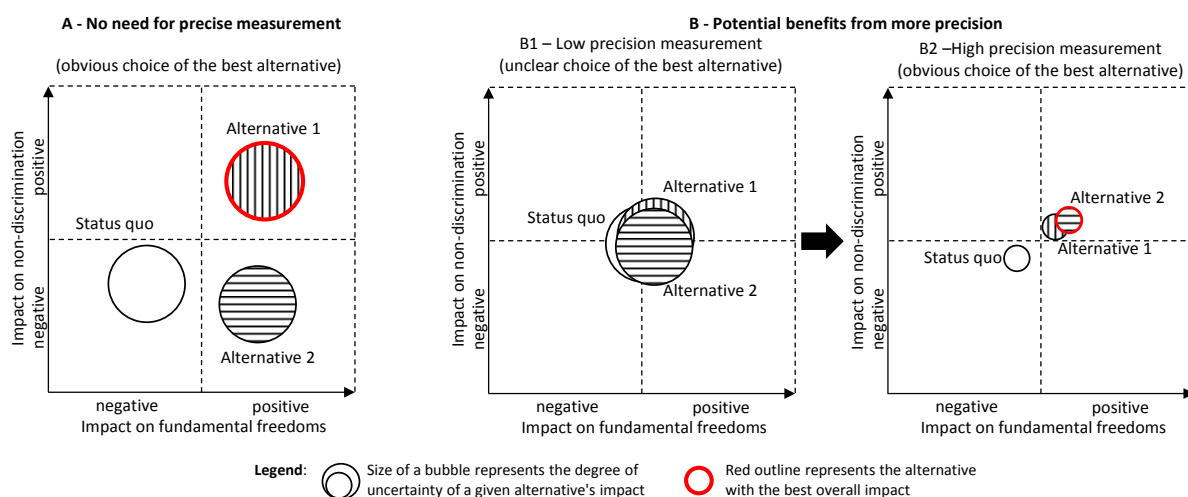 A - No need for precise measurement
(obvious choice of the best alternative)
Impact on non-discrimination
negative
positive
Alternative 1
Status quo
Alternative 2
negative
positive
Impact on fundamental freedoms
B - Potential benefits from more precision
B1 – Low precision measurement
(unclear choice of the best alternative)
Impact on non-discrimination
negative
positive
Alternative 1
Status quo
Alternative 2
negative
positive
Impact on fundamental freedoms
B2 –High precision measurement
(obvious choice of the best alternative)
Impact on non-discrimination
negative
positive
Alternative 2
Alternative 1
Status quo
negative
positive
Impact on fundamental freedoms
Legend:
Size of a bubble represents the degree of
uncertainty of a given alternative's impact
Red outline represents the alternative
with the best overall impact